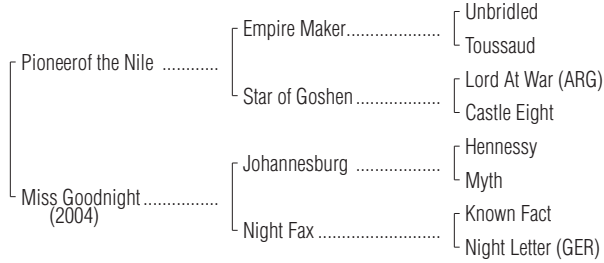 Unbridled
Empire Maker....................
Toussaud
Pioneerof the Nile ............
Lord At War (ARG)
Star of Goshen ..................
Castle Eight
Hennessy
Johannesburg ..................
Myth
Miss Goodnight ................
(2004)
Known Fact
Night Fax ..........................
Night Letter (GER)